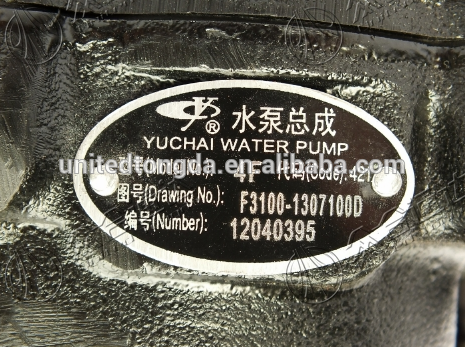 ® 水泵总成
YUCHAI WATER PUMP
4F 代码(Code): 421
图号(Drawing No.): F3100-1307100D
编号(Number): 12040395